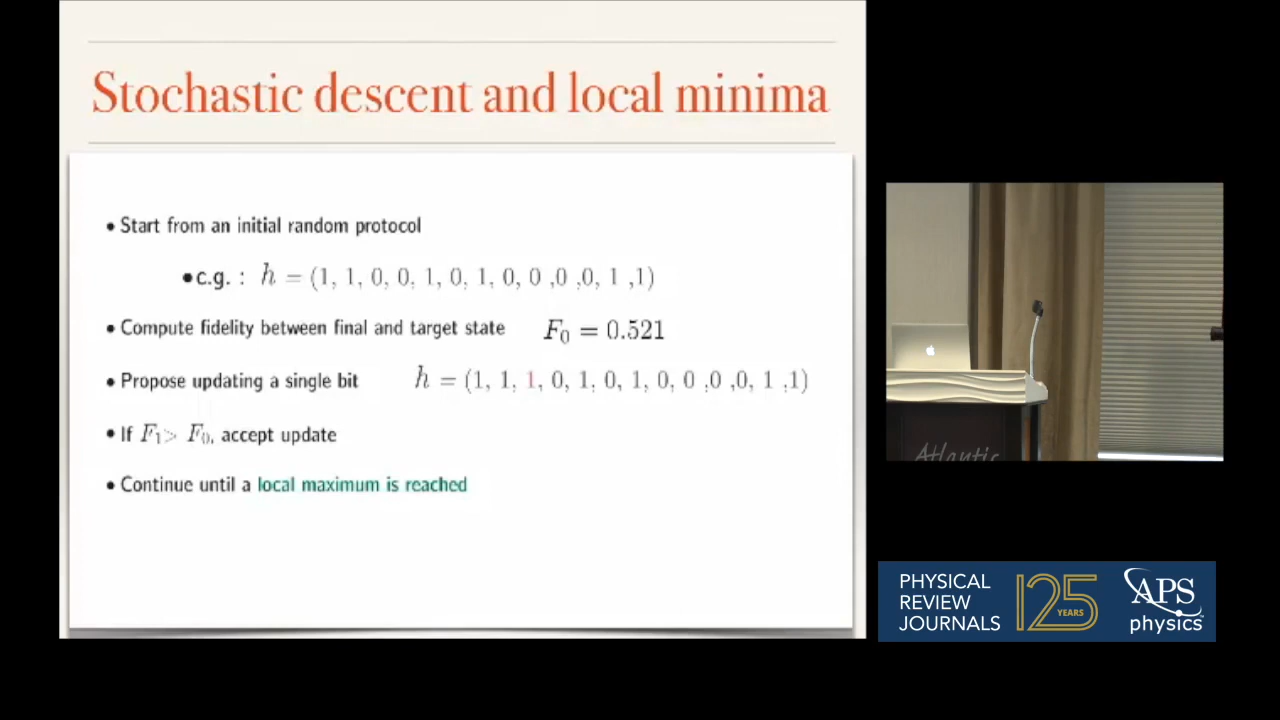 Stochastic descent and local minima
• Start from an initial random protocol
•e.g. : h = (1, 1, 0, 0, 1, 0, 1, 0, 0 ,0 ,0, 1 ,1)
• Compute fidelity between final and target state F₀ = 0.521
• Propose updating a single bit h = (1, 1, 1, 0, 1, 0, 1, 0, 0 ,0 ,0, 1 ,1)
• If F₁> F₀, accept update
• Continue until a local maximum is reached
Atlantic
PHYSICAL
REVIEW
JOURNALS
125
YEARS
APS
physics